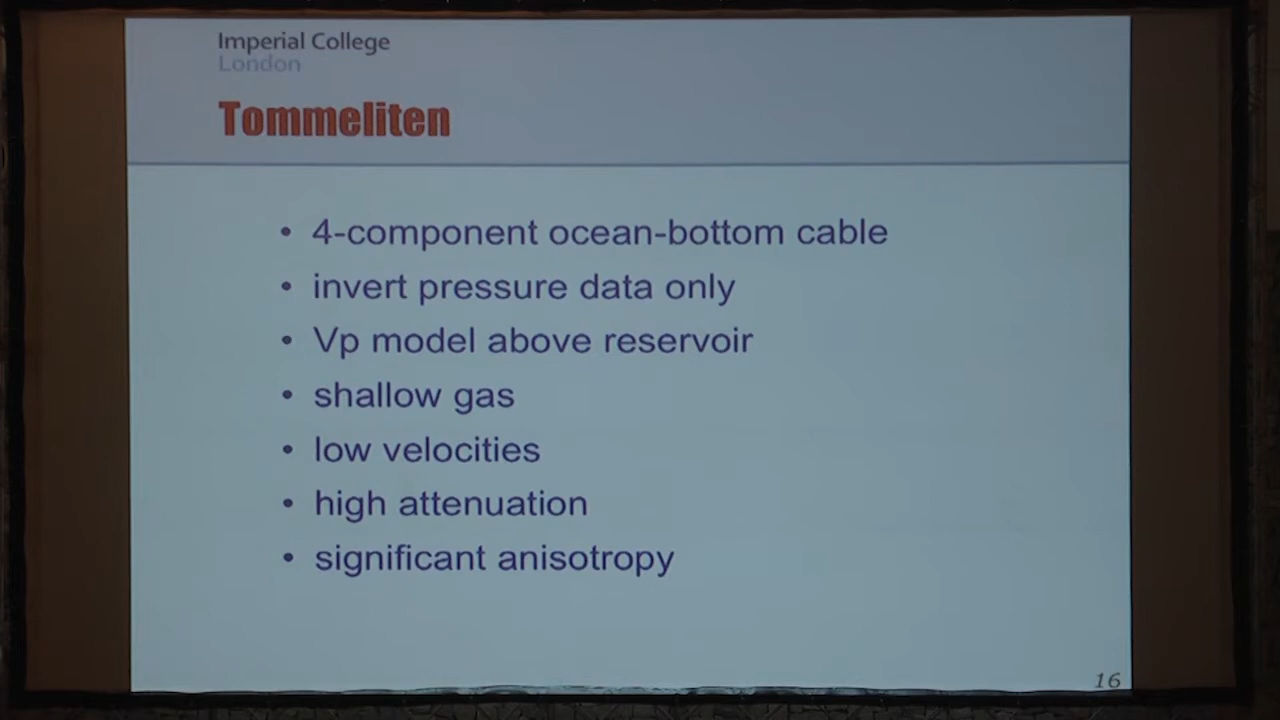 Imperial College
London
Tommeliten
• 4-component ocean-bottom cable
• invert pressure data only
• Vp model above reservoir
• shallow gas
• low velocities
• high attenuation
• significant anisotropy
16